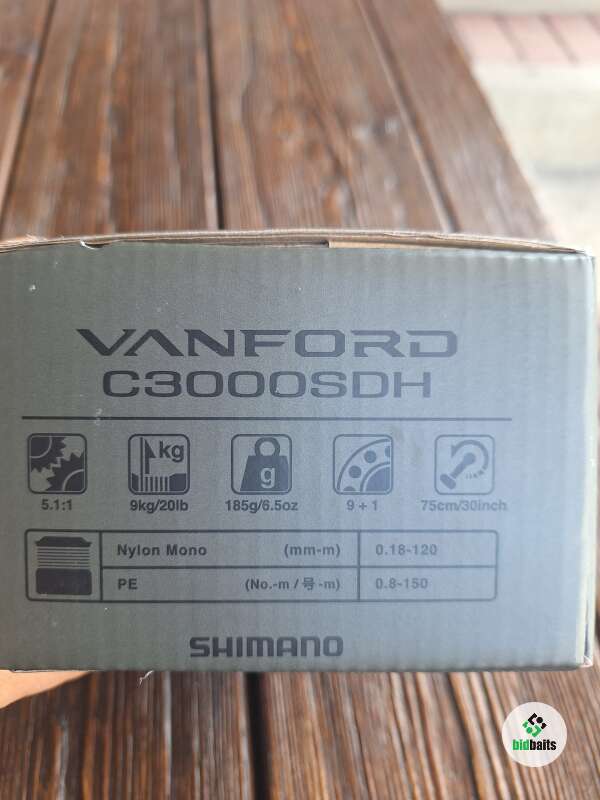 VANFORD
C3000SDH
kg
g
5.1:1 9kg/20lb 185g/6.5oz 9 + 1 75cm/30inch
Nylon Mono (mm-m) 0.18-120
PE (No.-m / 号 -m) 0.8-150
SHIMANO
bidbaits